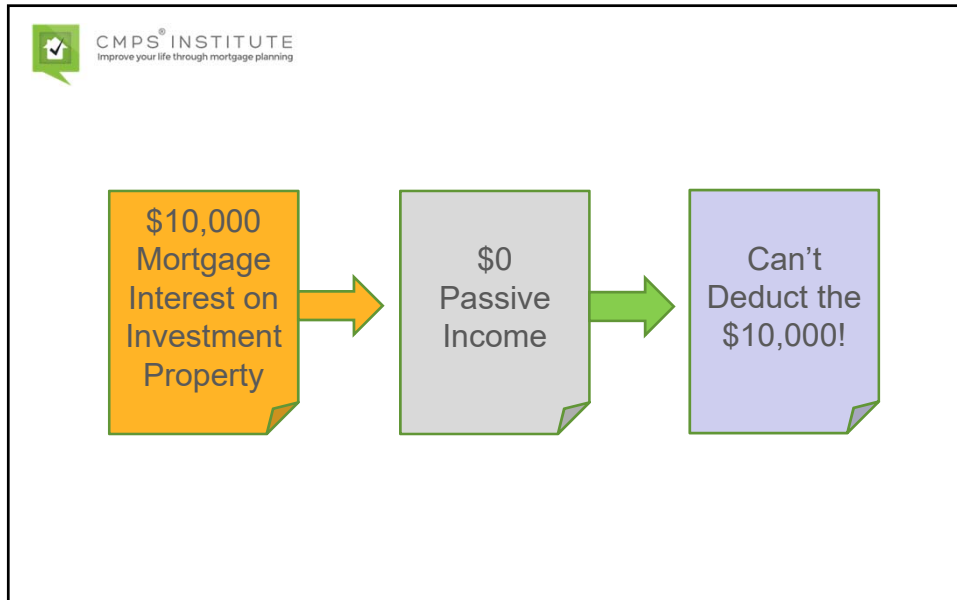 CMPS® INSTITUTE
Improve your life through mortgage planning
$10,000
Mortgage
Interest on
Investment
Property
$0
Passive
Income
Can't
Deduct the
$10,000!